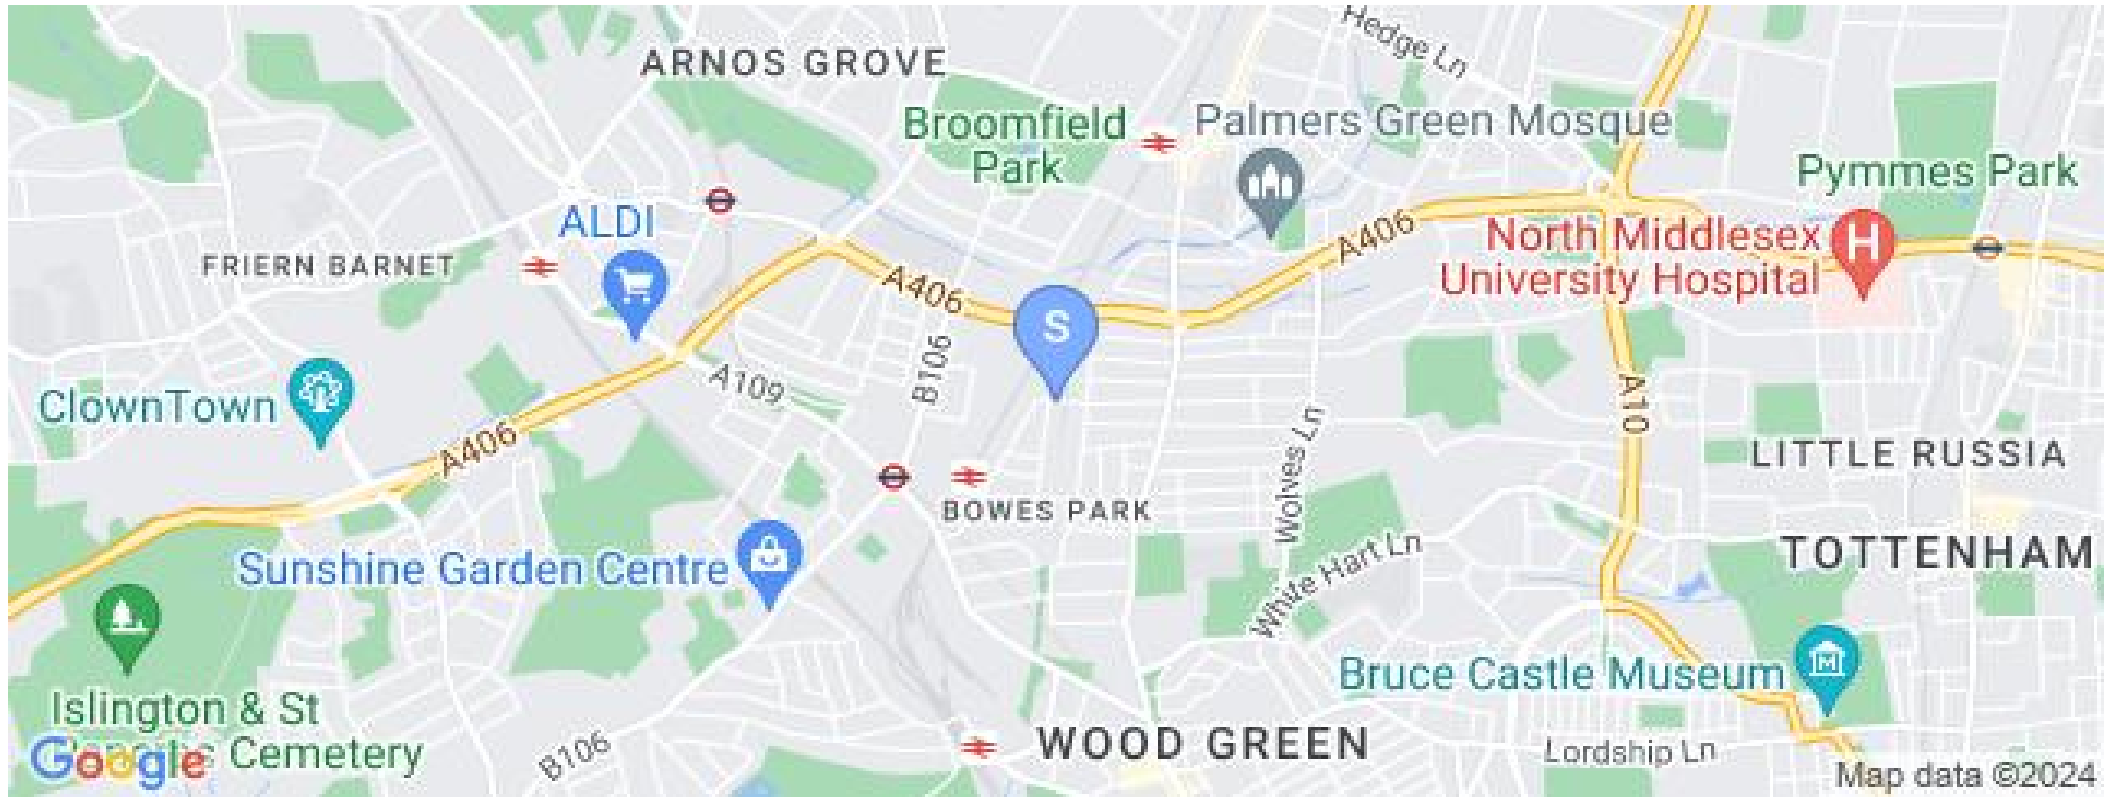 Hedge Ln
ARNOS GROVE
Broomfield
Park
Palmers Green Mosque
Pymmes Park
ALDI
FRIERN BARNET
North Middlesex
University Hospital
A406
A406
S
B106
A109
A10
ClownTown
A406
Wolves Ln
LITTLE RUSSIA
BOWES PARK
White Hart Ln
TOTTENHAM
Sunshine Garden Centre
Bruce Castle Museum
Islington & St
Cemetery
Google
WOOD GREEN
B106
Lordship Ln
Map data ©2024